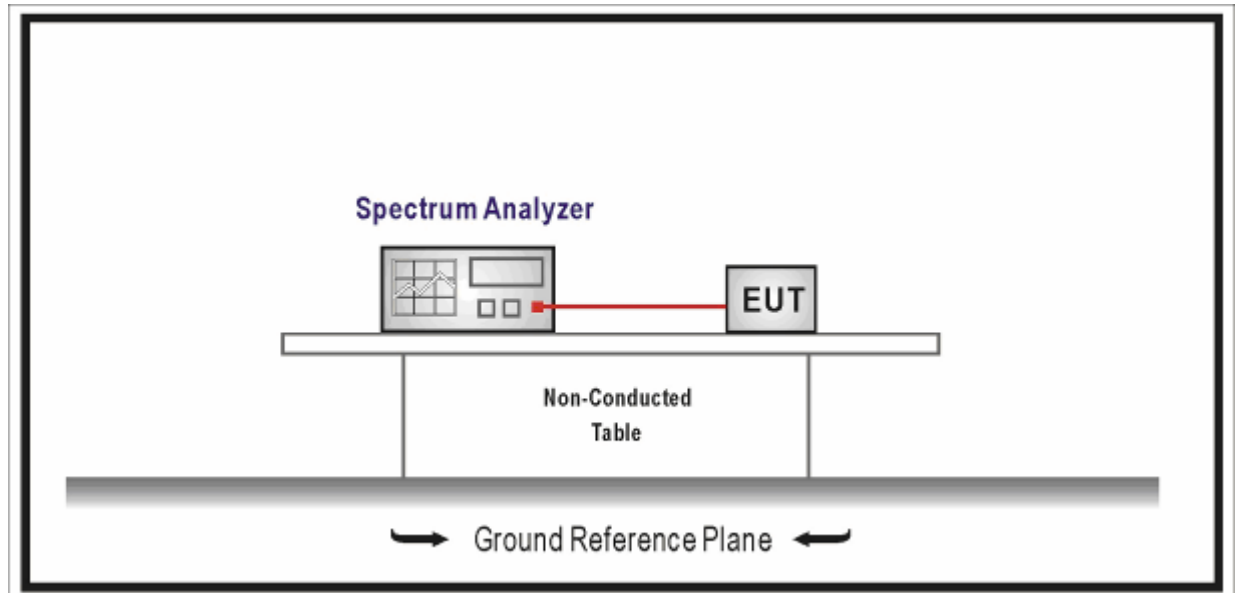 Spectrum Analyzer
EUT
Non-Conducted
Table
Ground Reference Plane